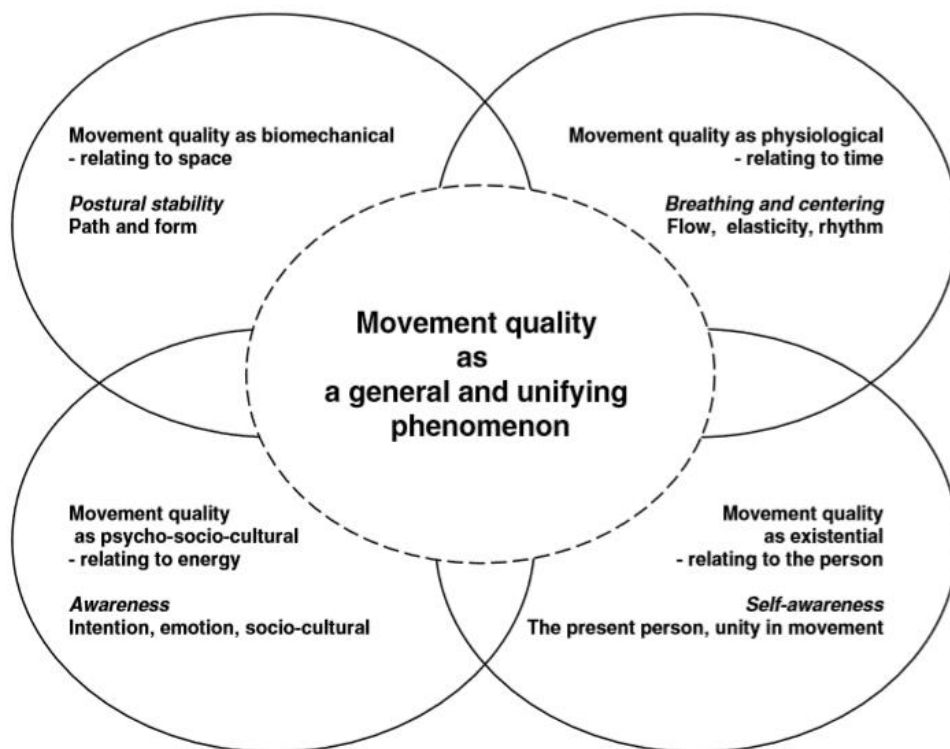 Movement quality as biomechanical
- relating to space
Postural stability
Path and form
Movement quality as physiological
- relating to time
Breathing and centering
Flow, elasticity, rhythm
Movement quality
as
a general and unifying
phenomenon
Movement quality
as psycho-socio-cultural
- relating to energy
Awareness
Intention, emotion, socio-cultural
Movement quality
as existential
- relating to the person
Self-awareness
The present person, unity in movement